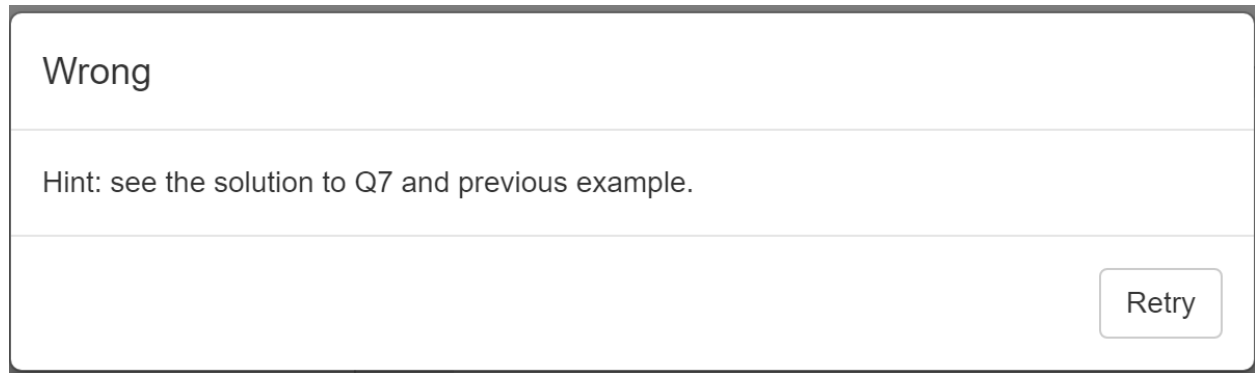 Wrong
Hint: see the solution to Q7 and previous example.
Retry